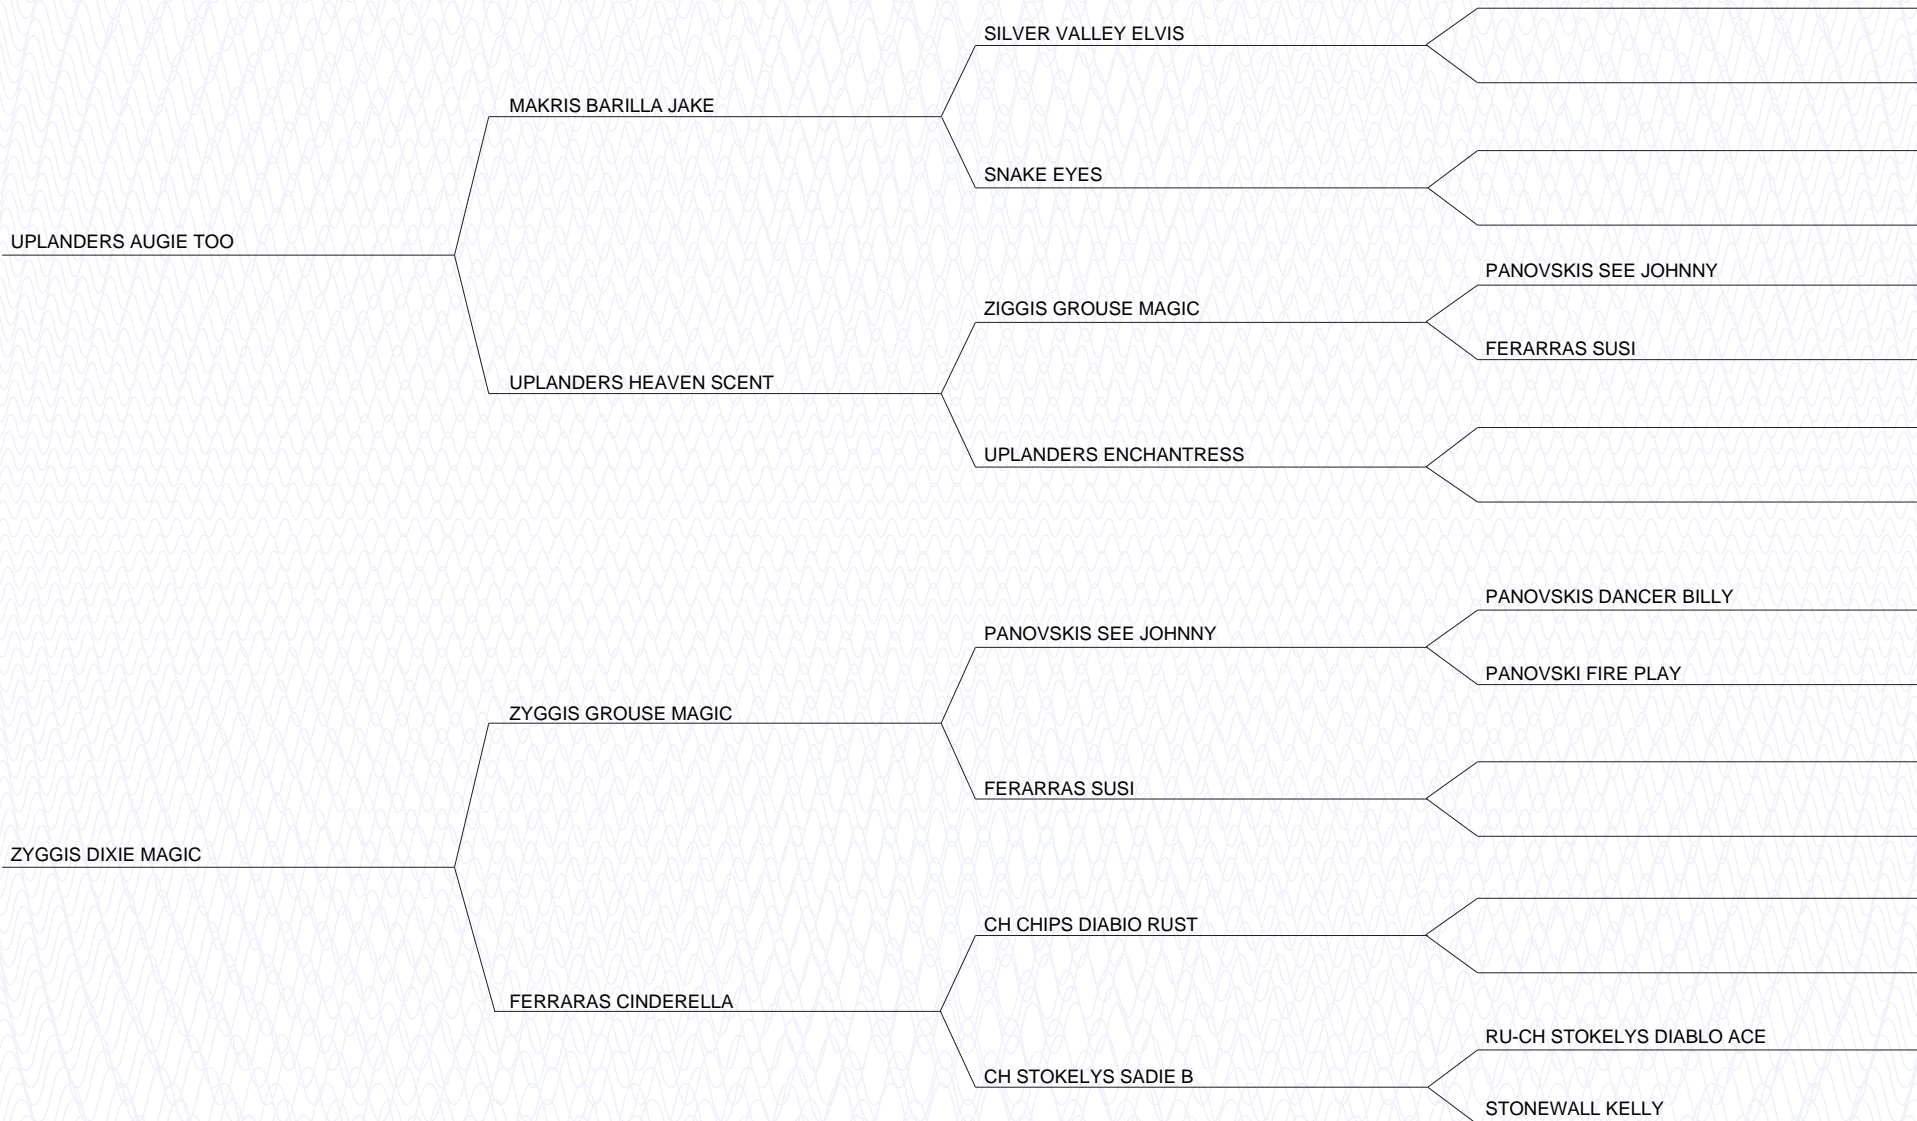 SILVER VALLEY ELVIS
MAKRIS BARILLA JAKE
SNAKE EYES
UPLANDERS AUGIE TOO
PANOVSKIS SEE JOHNNY
ZIGGIS GROUSE MAGIC
FERARRAS SUSI
UPLANDERS HEAVEN SCENT
UPLANDERS ENCHANTRESS
PANOVSKIS DANCER BILLY
PANOVSKIS SEE JOHNNY
PANOVSKI FIRE PLAY
ZYGGIS GROUSE MAGIC
FERARRAS SUSI
ZYGGIS DIXIE MAGIC
CH CHIPS DIABIO RUST
FERRARAS CINDERELLA
RU-CH STOKELYS DIABLO ACE
CH STOKELYS SADIE B
STONEWALL KELLY